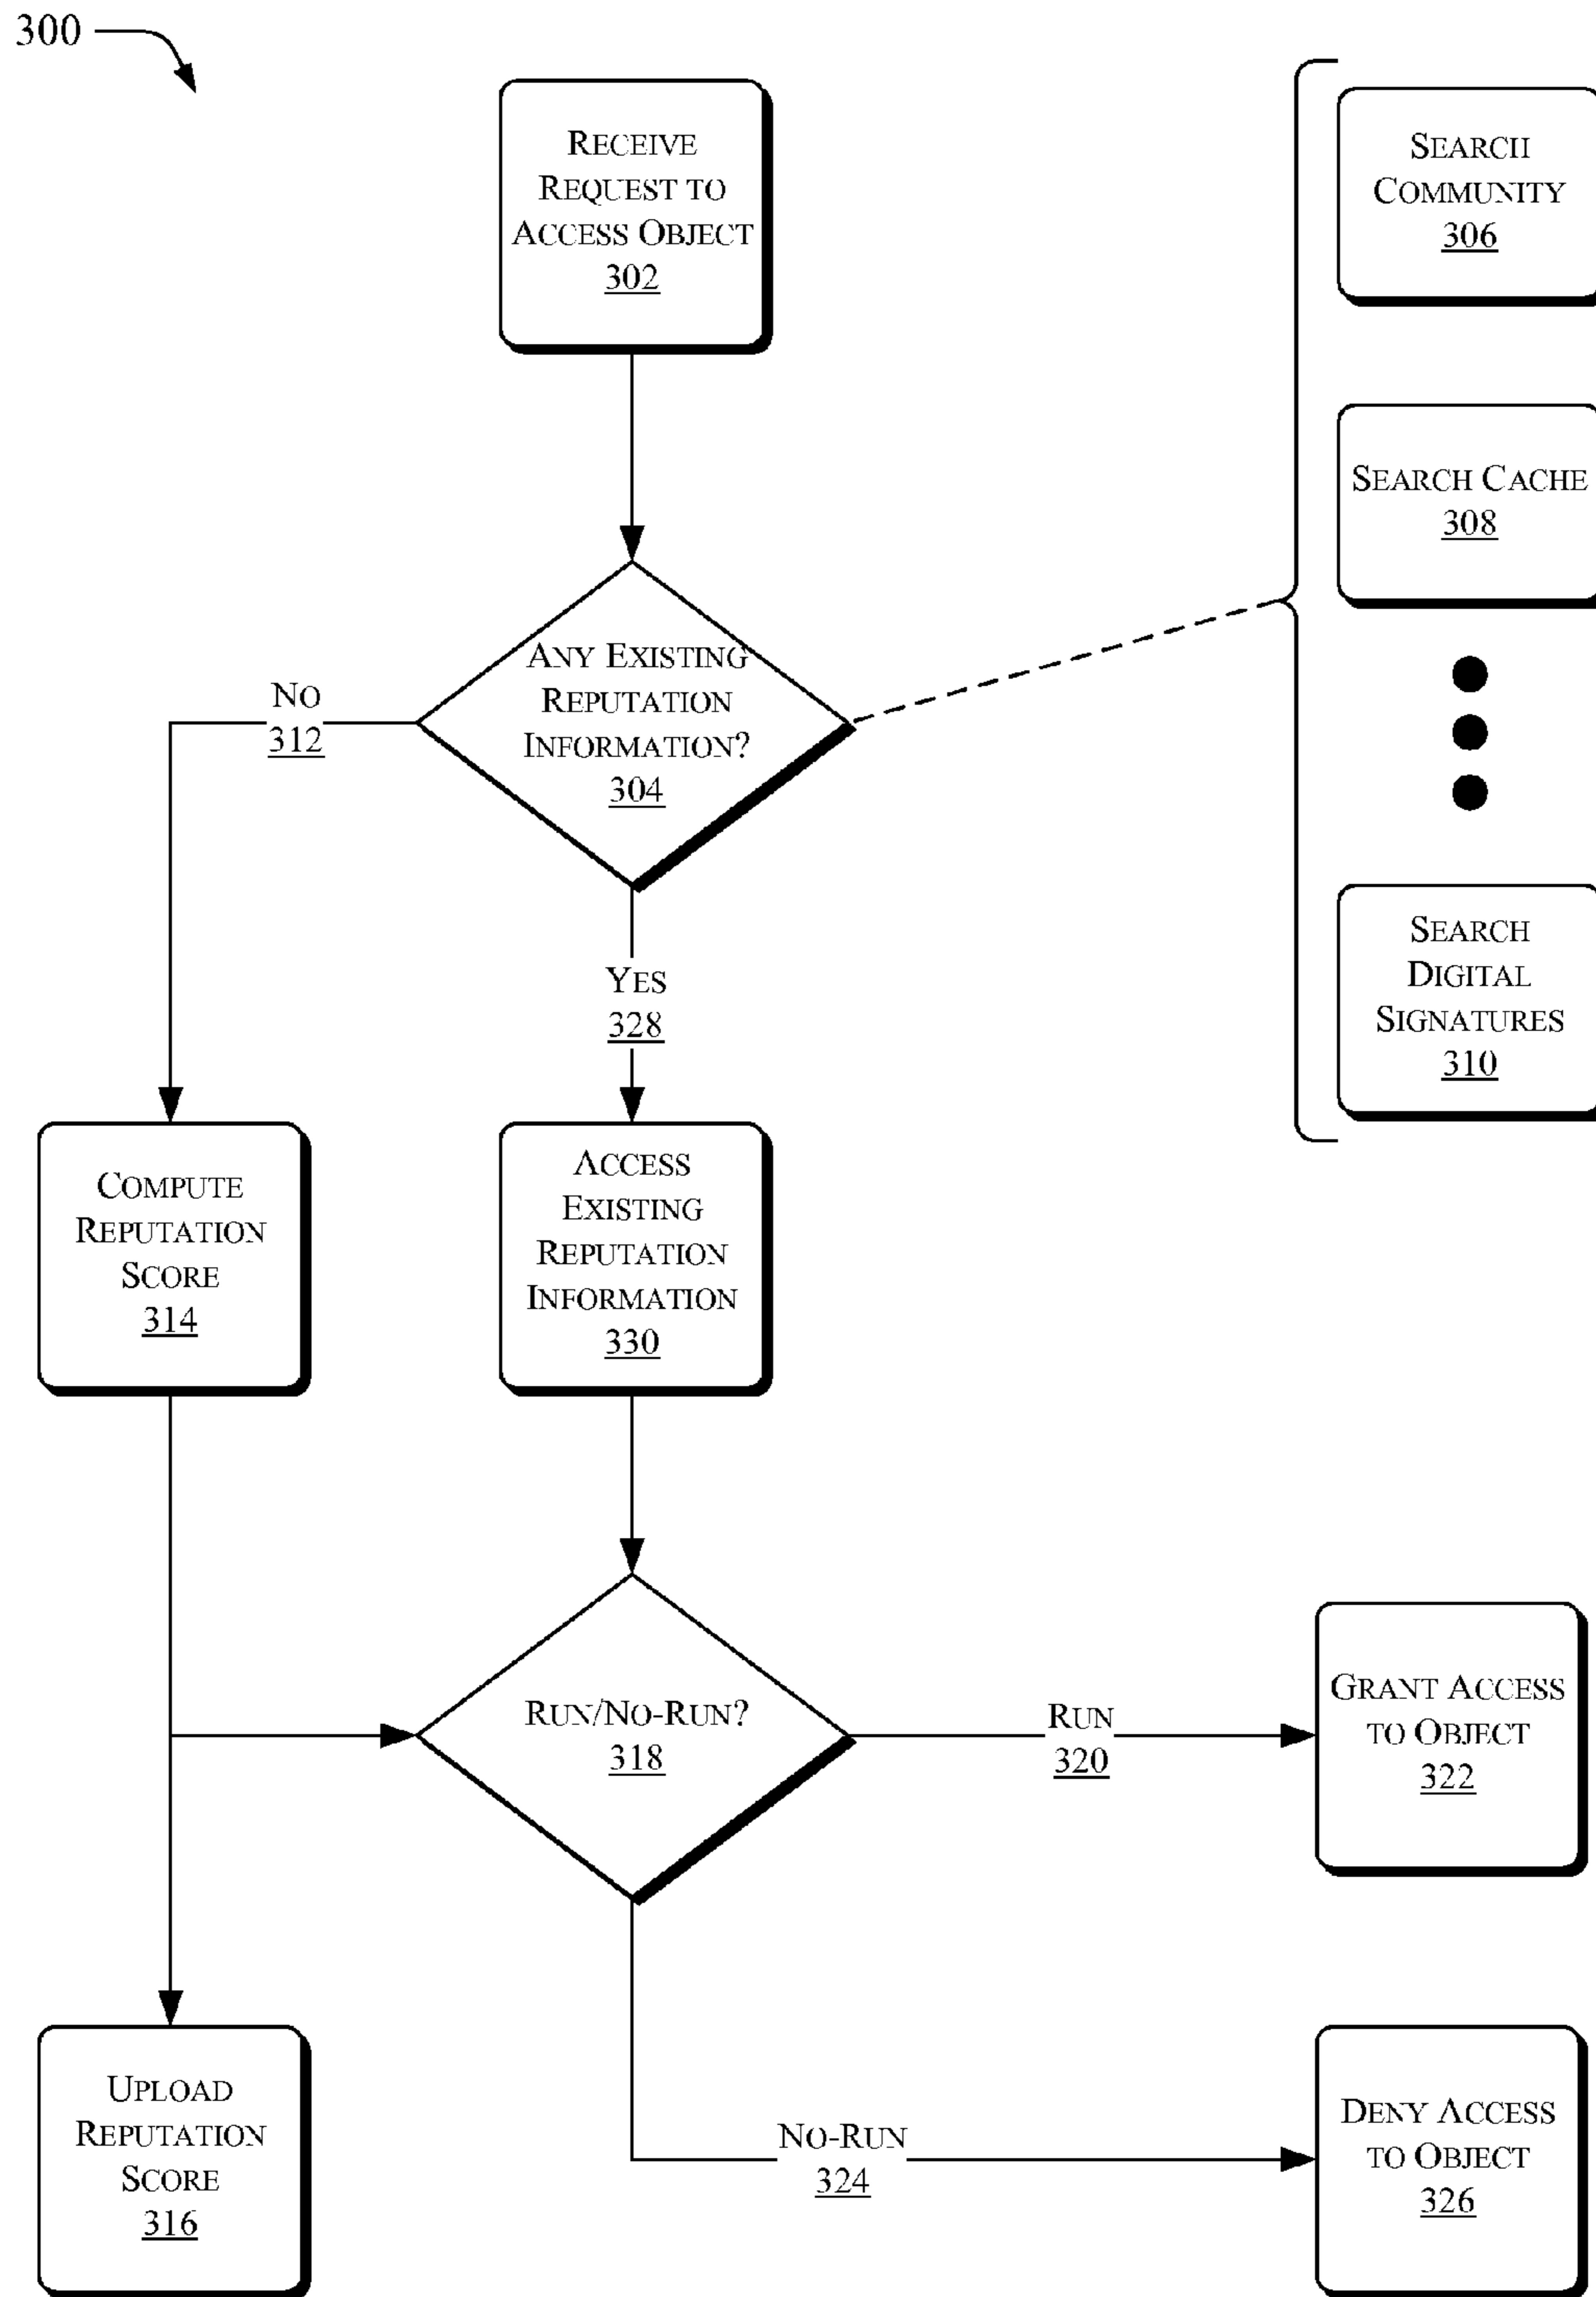 300
Receive
Request to
Access Object
302
Search
Community
306
Search Cache
308
Any Existing
Reputation
Information?
304
No
312
Search
Digital
Signatures
310
Yes
328
Compute
Reputation
Score
314
Access
Existing
Reputation
Information
330
Run/No-Run?
318
Run
320
Grant Access
to Object
322
Upload
Reputation
Score
316
No-Run
324
Deny Access
to Object
326